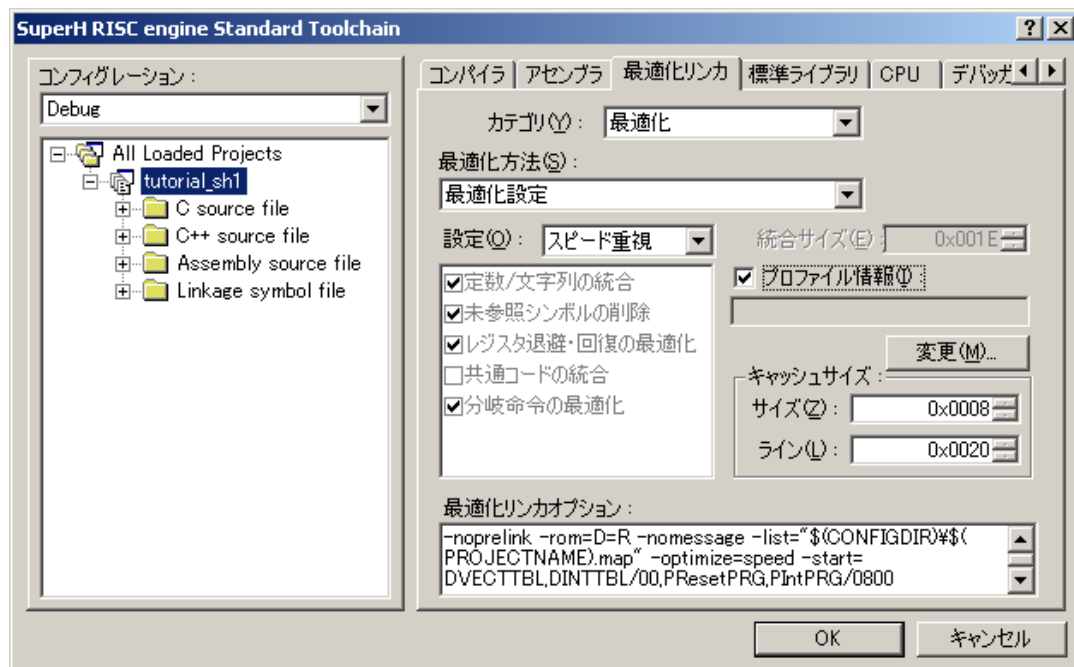 SuperH RISC engine Standard Toolchain
コンフィグレーション :
Debug
All Loaded Projects
tutorial_sh1
C source file
C++ source file
Assembly source file
Linkage symbol file
コンパイラ アセンブラ 最適化リンカ 標準ライブラリ CPU デバッガ
カテゴリ(Y) : 最適化
最適化方法(S) :
最適化設定
設定(O) : スピード重視
統合サイズ(E) : 0x001E
定数/文字列の統合
未参照シンボルの削除
レジスタ退避・回復の最適化
共通コードの統合
分岐命令の最適化
プロファイル情報(I) :
変更(M)...
キャッシュサイズ :
サイズ(Z) : 0x0008
ライン(L) : 0x0020
最適化リンカオプション :
-noprelink -rom=D=R -nomessage -list="$(CONFIGDIR)¥$(
PROJECTNAME).map" -optimize=speed -start=
DVECTTBL,DINTTBL/00,PResetPRG,PIntPRG/0800
OK キャンセル